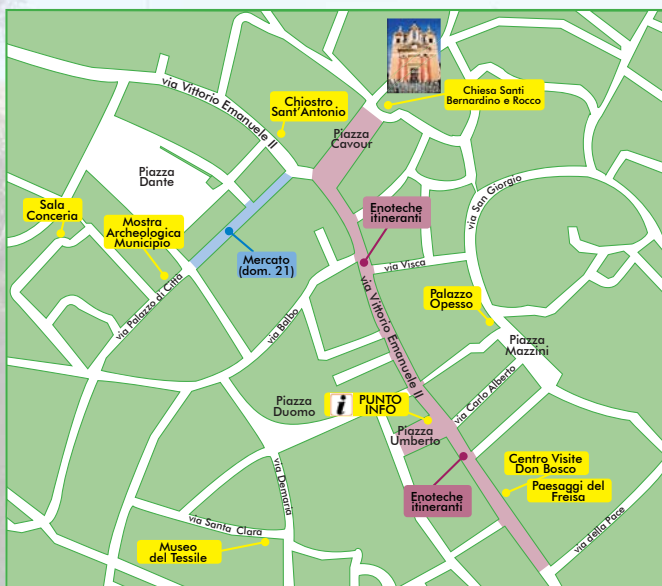 via Vittorio Emanuele II
Chiostro
Sant'Antonio
Chiesa Santi
Bernardino e Rocco
Piazza
Cavour
Piazza
Dante
Sala
Conceria
Mostra
Archeologica
Municipio
Enoteche
itineranti
via San Giorgio
Mercato
(dom. 21)
via Visca
via Palazzo di Città
via Balbo
via Vittorio Emanuele II
Palazzo
Opesso
Piazza
Mazzini
Piazza
Duomo
i PUNTO
INFO
via Carlo Alberto
Piazza
Umberto
Centro Visite
Don Bosco
Paesaggi del
Freisa
Enoteche
itineranti
via Demaria
via Santa Clara
Museo
del Tessile
via della Pace